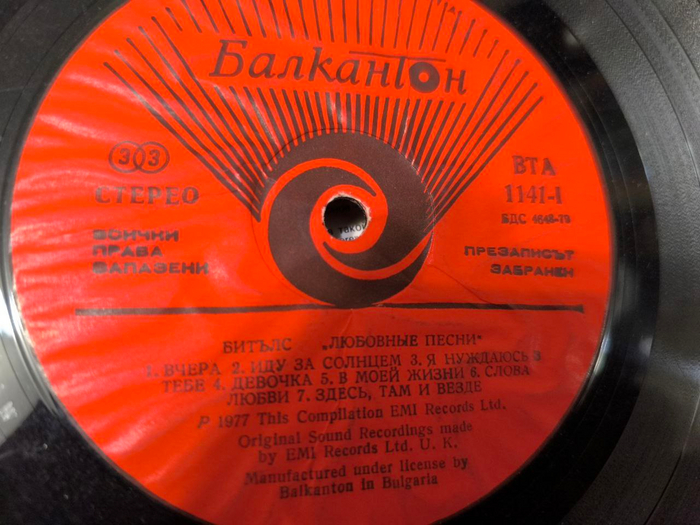 Балкантон
33
СТЕРЕО
ВСИЧКИ
ПРАВА
ЗАПАЗЕНИ
ВТА
1141-I
БДС 4648-79
ПРЕЗАПИСЪТ
ЗАБРАНЕН
БИТЪЛС „ЛЮБОВНЫЕ ПЕСНИ“
1. ВЧЕРА 2. ИДУ ЗА СОЛНЦЕМ 3. Я НУЖДАЮСЬ В
ТЕБЕ 4. ДЕВОЧКА 5. В МОЕЙ ЖИЗНИ 6. СЛОВА
ЛЮБВИ 7. ЗДЕСЬ, ТАМ И ВЕЗДЕ
P 1977 This Compilation EMI Records Ltd.
Original Sound Recordings made
by EMI Records Ltd. U. K.
Manufactured under license by
Balkanton in Bulgaria